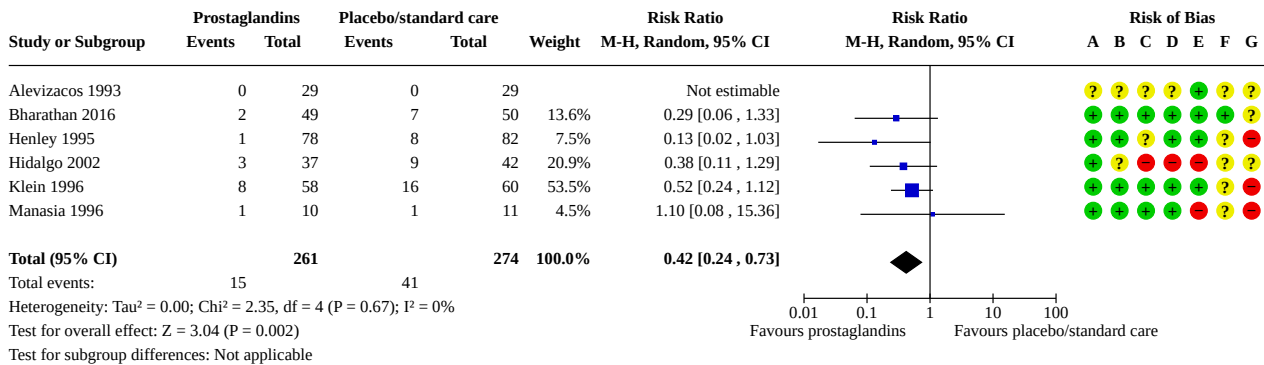 Prostaglandins Placebo/standard care Risk Ratio Risk Ratio Risk of Bias
Study or Subgroup Events Total Events Total Weight M-H, Random, 95% CI M-H, Random, 95% CI A B C D E F G
Alevizacos 1993 0 29 0 29 Not estimable ? ? ? ? + ? ?
Bharathan 2016 2 49 7 50 13.6% 0.29 [0.06 , 1.33] + + + + + + ?
Henley 1995 1 78 8 82 7.5% 0.13 [0.02 , 1.03] + + ? + + ? −
Hidalgo 2002 3 37 9 42 20.9% 0.38 [0.11 , 1.29] + ? − − − ? ?
Klein 1996 8 58 16 60 53.5% 0.52 [0.24 , 1.12] + + + + + ? −
Manasia 1996 1 10 1 11 4.5% 1.10 [0.08 , 15.36] + + + + − ? −
Total (95% CI) 261 274 100.0% 0.42 [0.24 , 0.73]
Total events: 15 41
Heterogeneity: Tau² = 0.00; Chi² = 2.35, df = 4 (P = 0.67); I² = 0%
0.01 0.1 1 10 100
Test for overall effect: Z = 3.04 (P = 0.002) Favours prostaglandins Favours placebo/standard care
Test for subgroup differences: Not applicable